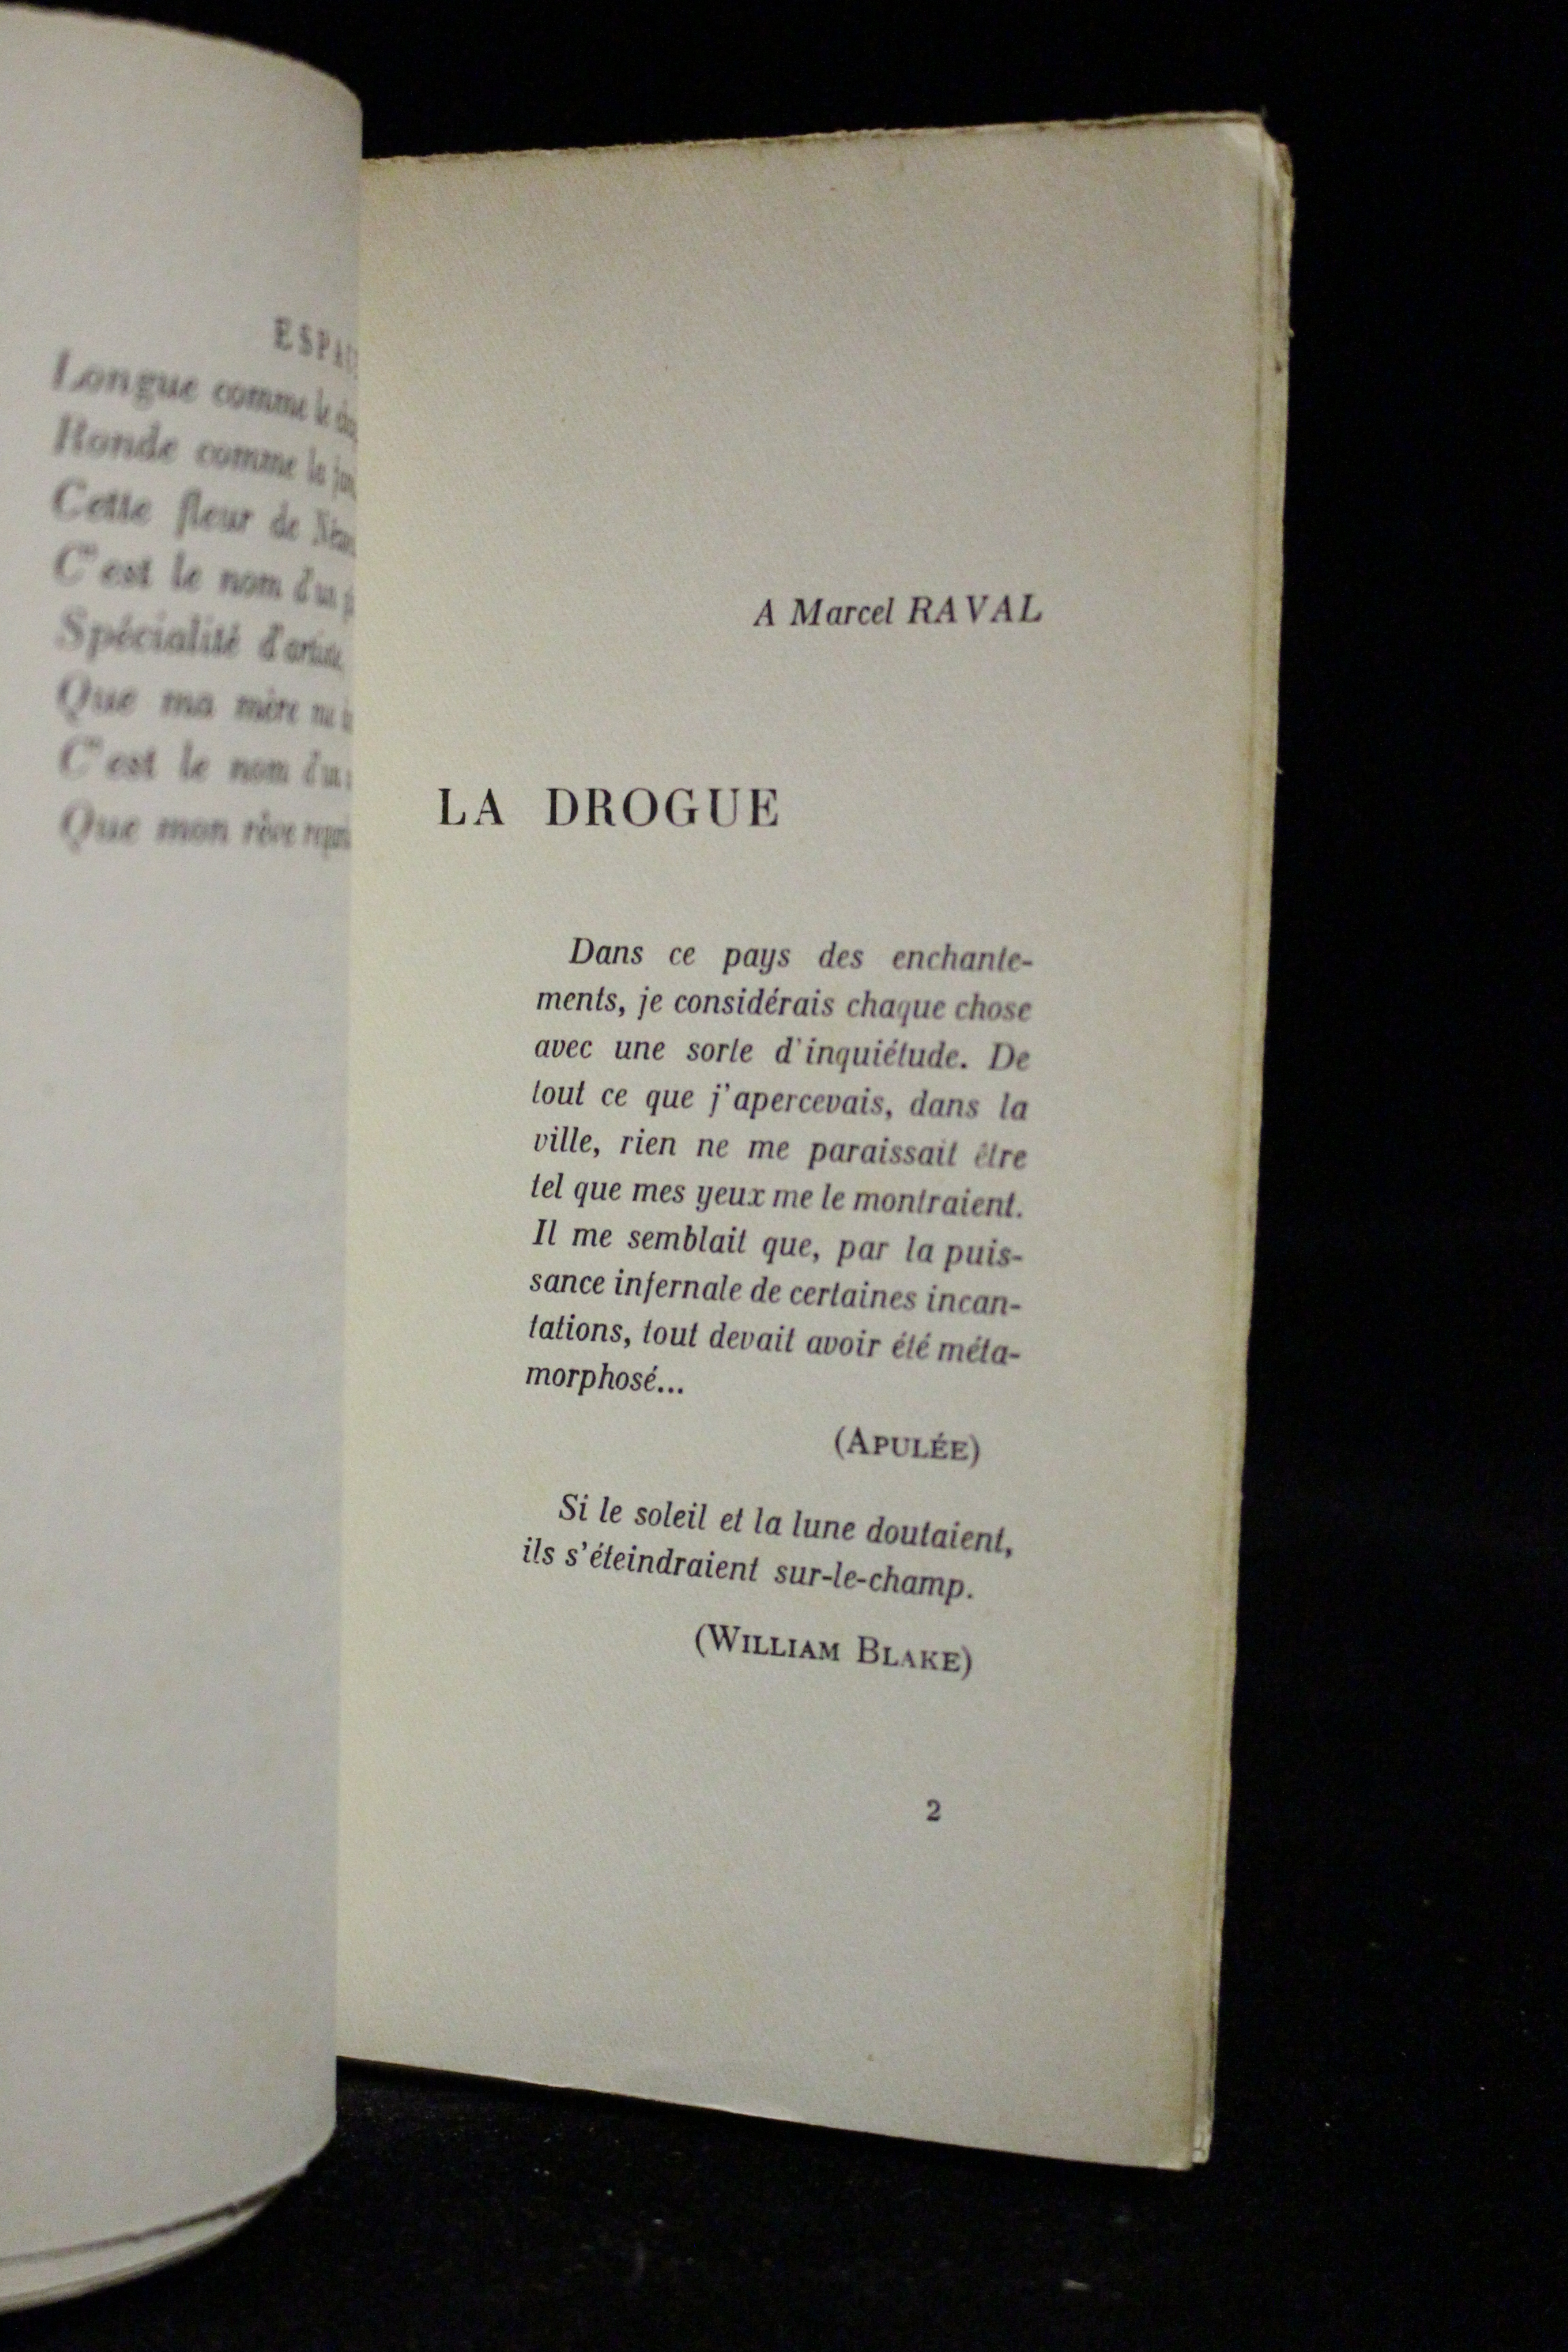 Longue comme le
Ronde comme la
Cette fleur de
C'est le nom d'un
Spécialité
Que ma mère ne
C'est le nom d'un
Que mon rêve
A Marcel RAVAL
LA DROGUE
Dans ce pays des enchante-
ments, je considérais chaque chose
avec une sorte d'inquiétude. De
tout ce que j'apercevais, dans la
ville, rien ne me paraissait être
tel que mes yeux me le montraient.
Il me semblait que, par la puis-
sance infernale de certaines incan-
tations, tout devait avoir été méta-
morphosé...
(APULÉE)
Si le soleil et la lune doutaient,
ils s'éteindraient sur-le-champ.
(WILLIAM BLAKE)
2